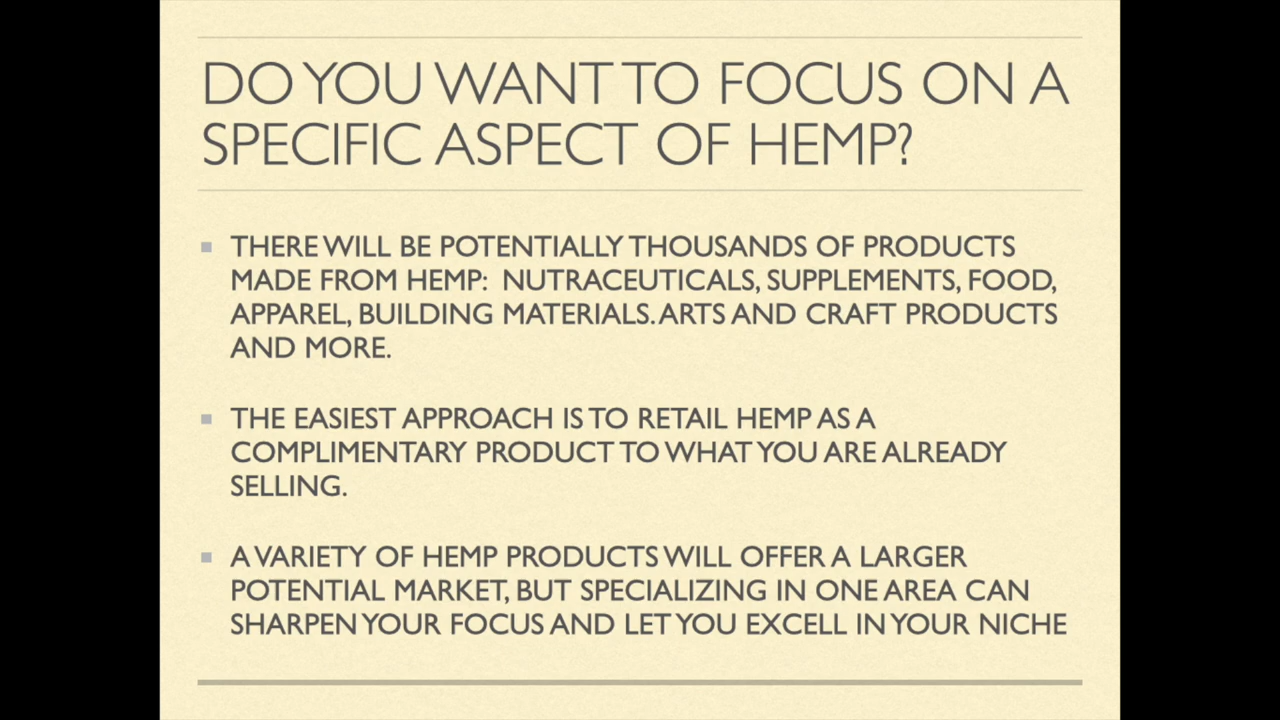 DO YOU WANT TO FOCUS ON A
SPECIFIC ASPECT OF HEMP?
THERE WILL BE POTENTIALLY THOUSANDS OF PRODUCTS
MADE FROM HEMP: NUTRACEUTICALS, SUPPLEMENTS, FOOD,
APPAREL, BUILDING MATERIALS. ARTS AND CRAFT PRODUCTS
AND MORE.
THE EASIEST APPROACH IS TO RETAIL HEMP AS A
COMPLIMENTARY PRODUCT TO WHAT YOU ARE ALREADY
SELLING.
A VARIETY OF HEMP PRODUCTS WILL OFFER A LARGER
POTENTIAL MARKET, BUT SPECIALIZING IN ONE AREA CAN
SHARPEN YOUR FOCUS AND LET YOU EXCELL IN YOUR NICHE